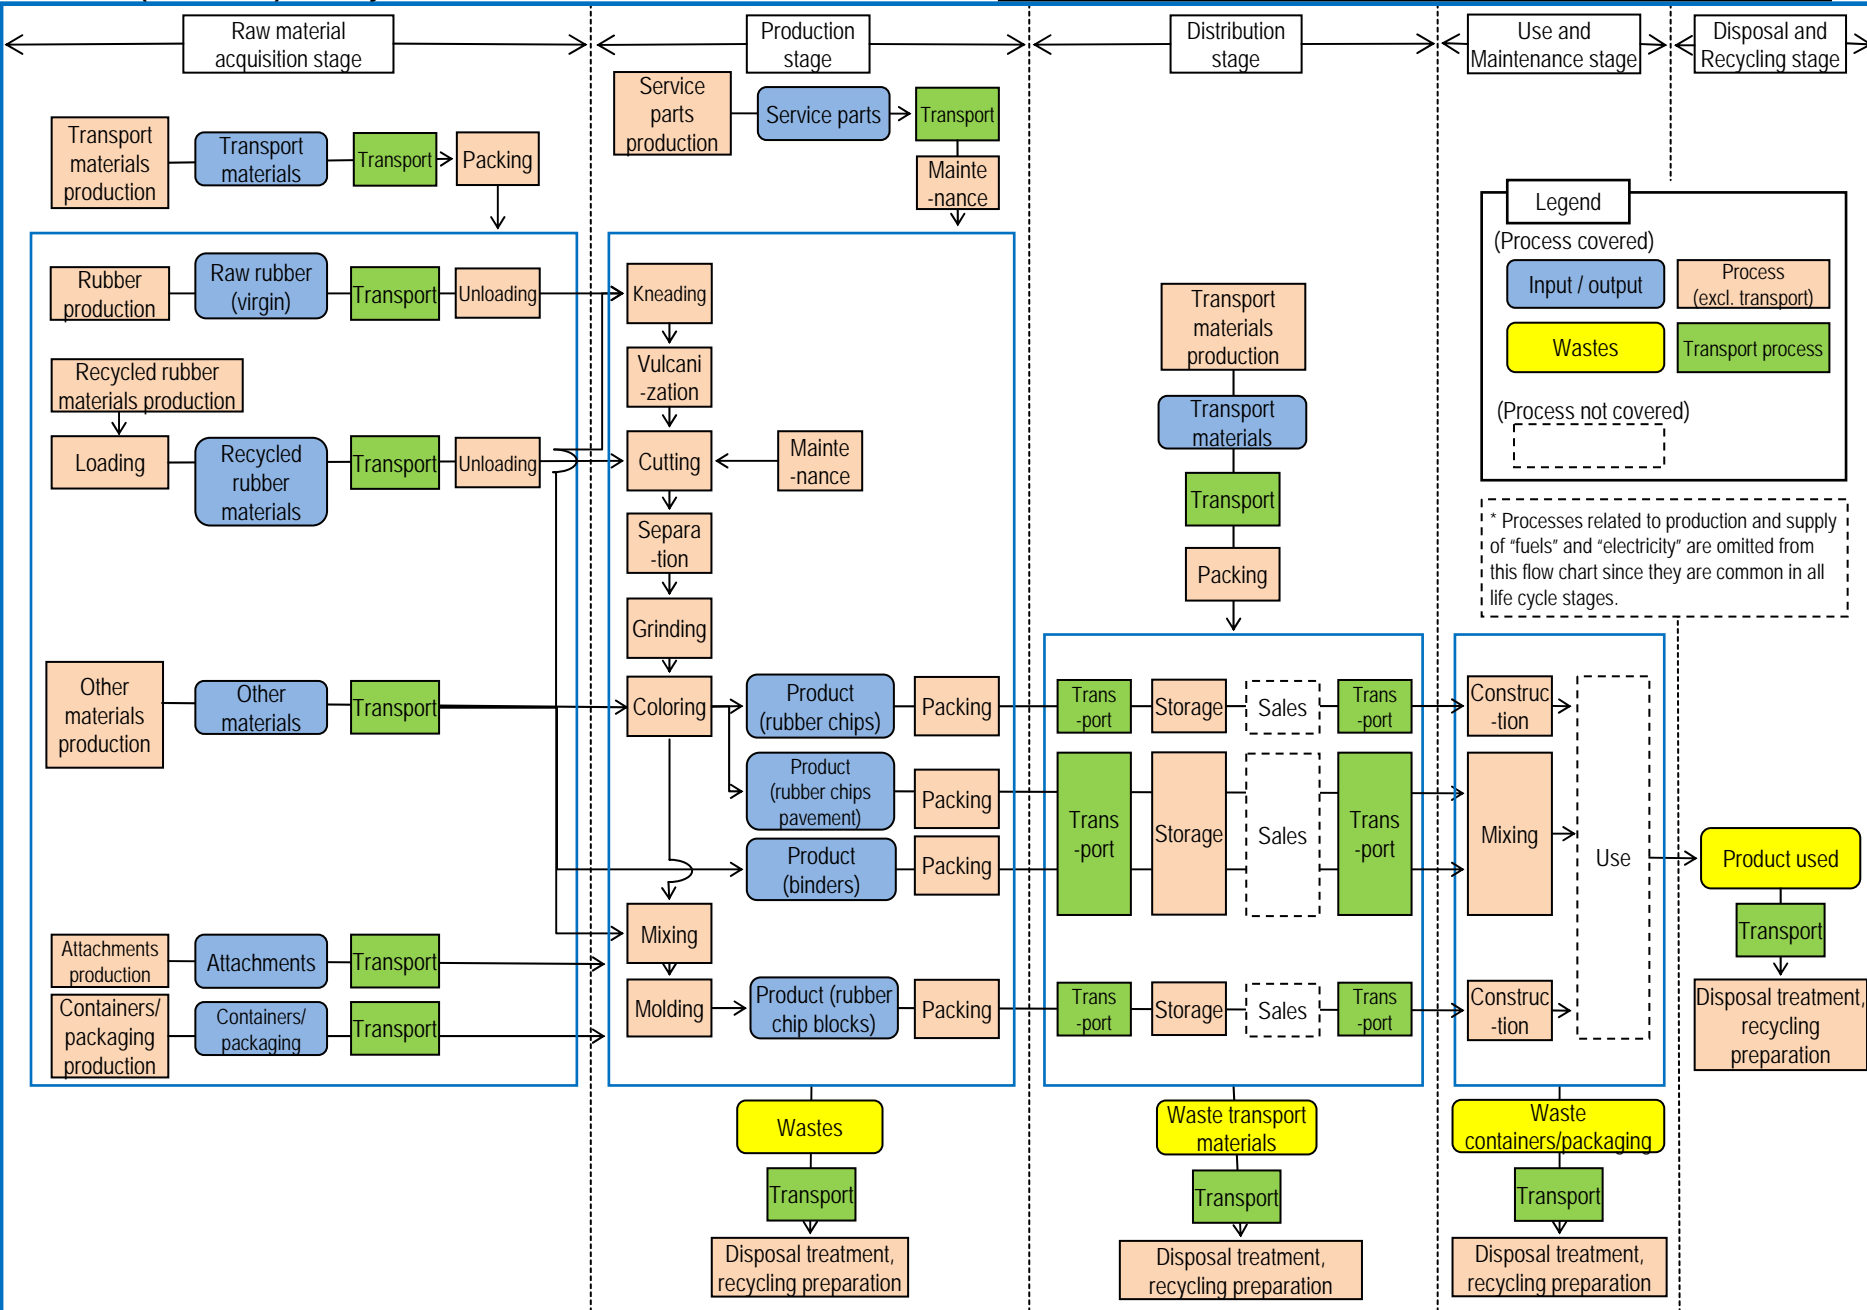 Raw material
acquisition stage
Production
stage
Distribution
stage
Use and
Maintenance stage
Disposal and
Recycling stage
Service
parts
production
Service parts
Transport
Mainte
-nance
Transport
materials
production
Transport
materials
Transport
Packing
Rubber
production
Raw rubber
(virgin)
Transport
Unloading
Recycled rubber
materials production
Loading
Recycled
rubber
materials
Transport
Unloading
Other
materials
production
Other
materials
Transport
Attachments
production
Attachments
Transport
Containers/
packaging
production
Containers/
packaging
Transport
Kneading
Vulcani
-zation
Cutting
Mainte
-nance
Separa
-tion
Grinding
Coloring
Product
(rubber chips)
Packing
Product
(rubber chips
pavement)
Packing
Product
(binders)
Packing
Mixing
Molding
Product (rubber
chip blocks)
Packing
Wastes
Transport
Disposal treatment,
recycling preparation
Transport
materials
production
Transport
materials
Transport
Packing
Trans
-port
Storage
Sales
Trans
-port
Trans
-port
Storage
Sales
Trans
-port
Trans
-port
Storage
Sales
Trans
-port
Waste transport
materials
Transport
Disposal treatment,
recycling preparation
Legend
(Process covered)
Input / output
Process
(excl. transport)
Wastes
Transport process
(Process not covered)
* Processes related to production and supply
of "fuels" and "electricity" are omitted from
this flow chart since they are common in all
life cycle stages.
Construc
-tion
Mixing
Use
Construc
-tion
Waste
containers/packaging
Transport
Disposal treatment,
recycling preparation
Product used
Transport
Disposal treatment,
recycling
preparation